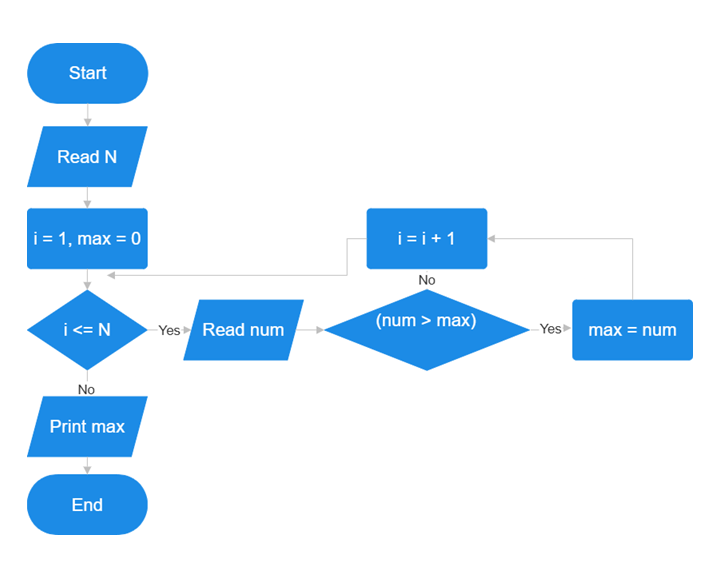 Start
Read N
i = 1, max = 0
i <= N
Yes
Read num
(num > max)
No
i = i + 1
Yes
max = num
No
Print max
End